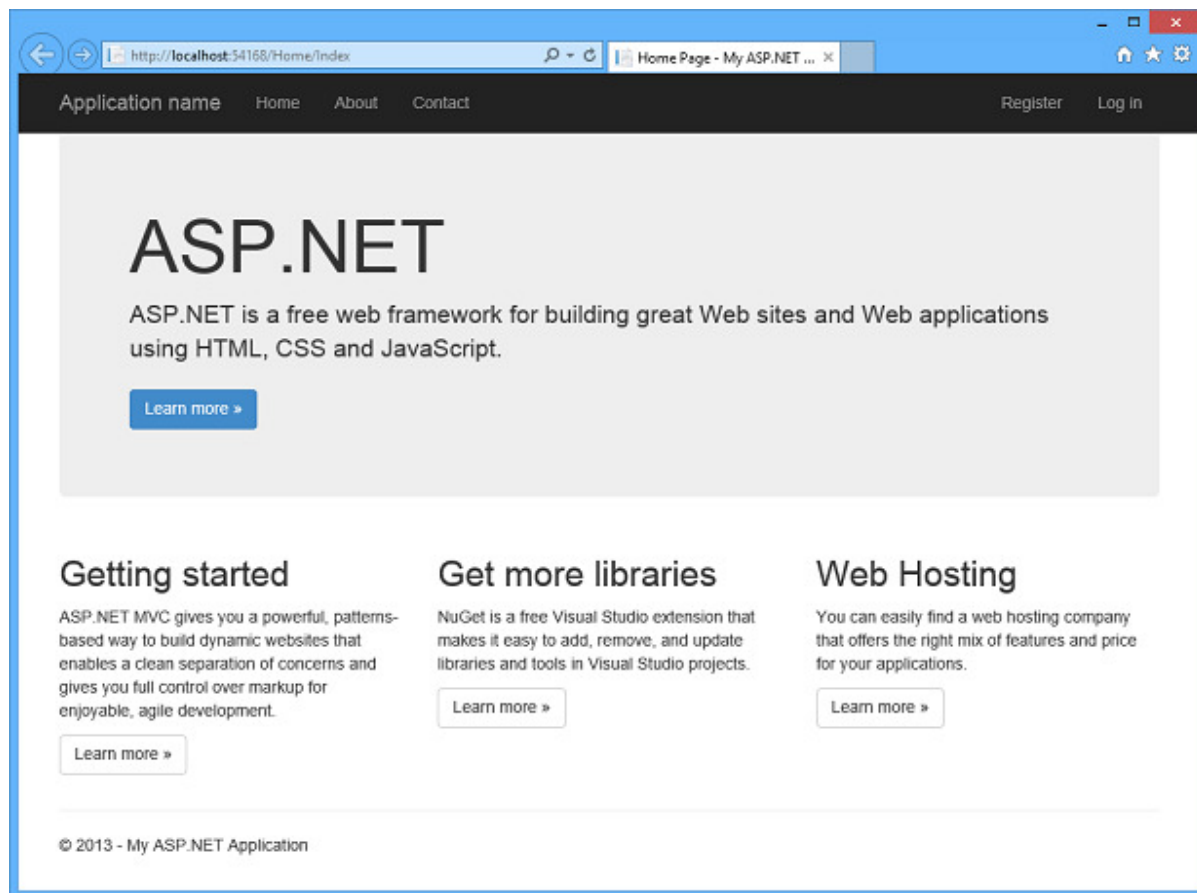 http://localhost:54168/Home/Index
Home Page - My ASP.NET ...
Application name Home About Contact Register Log in
ASP.NET
ASP.NET is a free web framework for building great Web sites and Web applications
using HTML, CSS and JavaScript.
Learn more »
Getting started
ASP.NET MVC gives you a powerful, patterns-
based way to build dynamic websites that
enables a clean separation of concerns and
gives you full control over markup for
enjoyable, agile development.
Learn more »
Get more libraries
NuGet is a free Visual Studio extension that
makes it easy to add, remove, and update
libraries and tools in Visual Studio projects.
Learn more »
Web Hosting
You can easily find a web hosting company
that offers the right mix of features and price
for your applications.
Learn more »
© 2013 - My ASP.NET Application